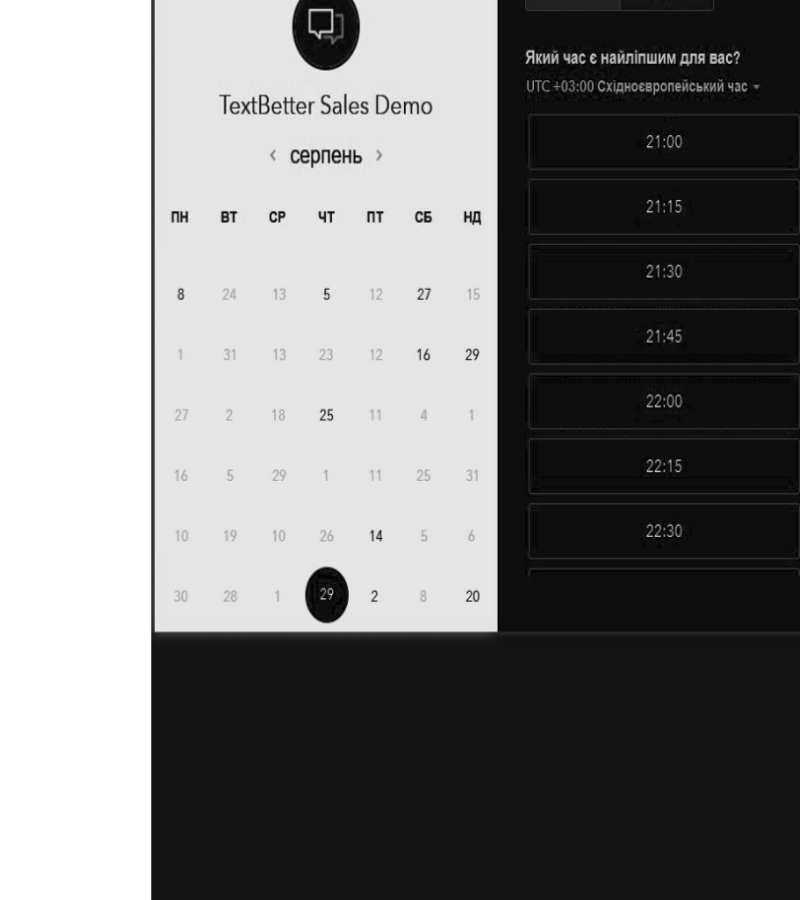 TextBetter Sales Demo
‹ серпень ›
ПН ВТ СР ЧТ ПТ СБ НД
8 24 13 5 12 27 15
1 31 13 23 12 16 29
27 2 18 25 11 4 1
16 5 29 1 11 25 31
10 19 10 26 14 5 6
30 28 1 29 2 8 20
Який час є найліпшим для вас?
UTC +03:00 Східноєвропейський час
21:00
21:15
21:30
21:45
22:00
22:15
22:30